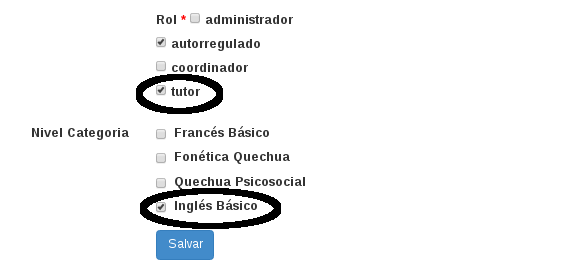 Rol * administrador
autorregulado
coordinador
tutor
Nivel Categoria Francés Básico
Fonética Quechua
Quechua Psicosocial
Inglés Básico
Salvar